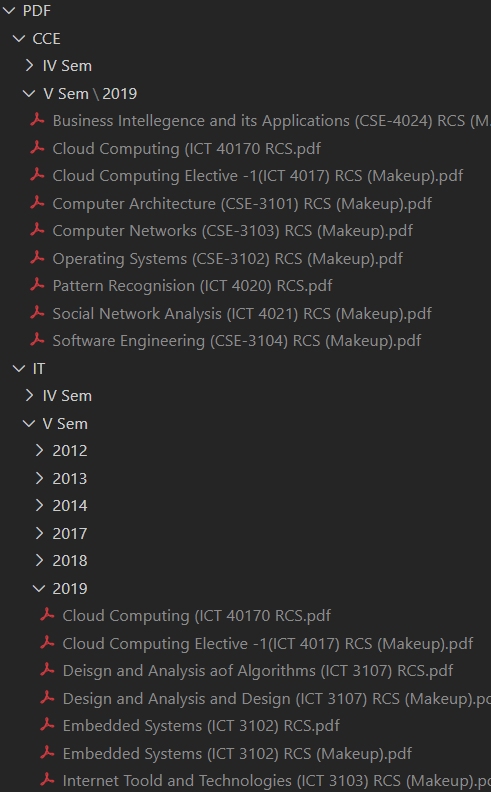 PDF
CCE
IV Sem
V Sem \ 2019
Business Intellegence and its Applications (CSE-4024) RCS (M.
Cloud Computing (ICT 40170 RCS.pdf
Cloud Computing Elective -1(ICT 4017) RCS (Makeup).pdf
Computer Architecture (CSE-3101) RCS (Makeup).pdf
Computer Networks (CSE-3103) RCS (Makeup).pdf
Operating Systems (CSE-3102) RCS (Makeup).pdf
Pattern Recognision (ICT 4020) RCS.pdf
Social Network Analysis (ICT 4021) RCS (Makeup).pdf
Software Engineering (CSE-3104) RCS (Makeup).pdf
IT
IV Sem
V Sem
2012
2013
2014
2017
2018
2019
Cloud Computing (ICT 40170 RCS.pdf
Cloud Computing Elective -1(ICT 4017) RCS (Makeup).pdf
Deisgn and Analysis aof Algorithms (ICT 3107) RCS.pdf
Design and Analysis and Design (ICT 3107) RCS (Makeup).pd
Embedded Systems (ICT 3102) RCS.pdf
Embedded Systems (ICT 3102) RCS (Makeup).pdf
Internet Toold and Technologies (ICT 3103) RCS (Makeup).pd